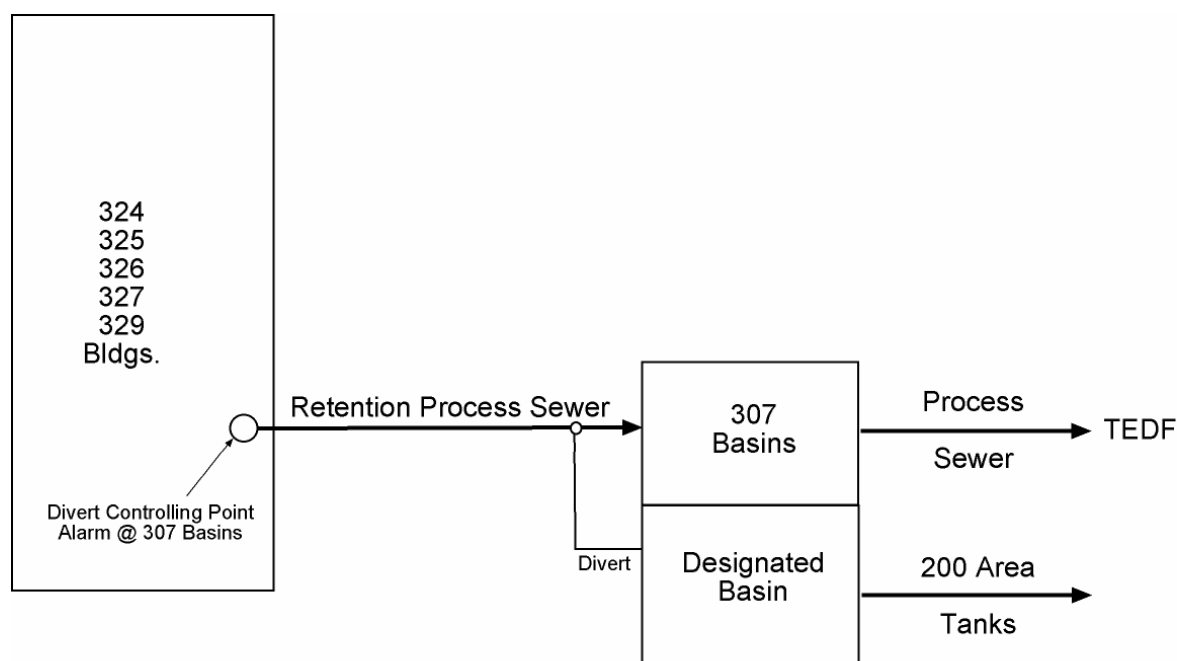 324
325
326
327
329
Bldgs.
Retention Process Sewer
Divert Controlling Point
Alarm @ 307 Basins
Divert
307
Basins
Process
Sewer
TEDF
Designated
Basin
200 Area
Tanks